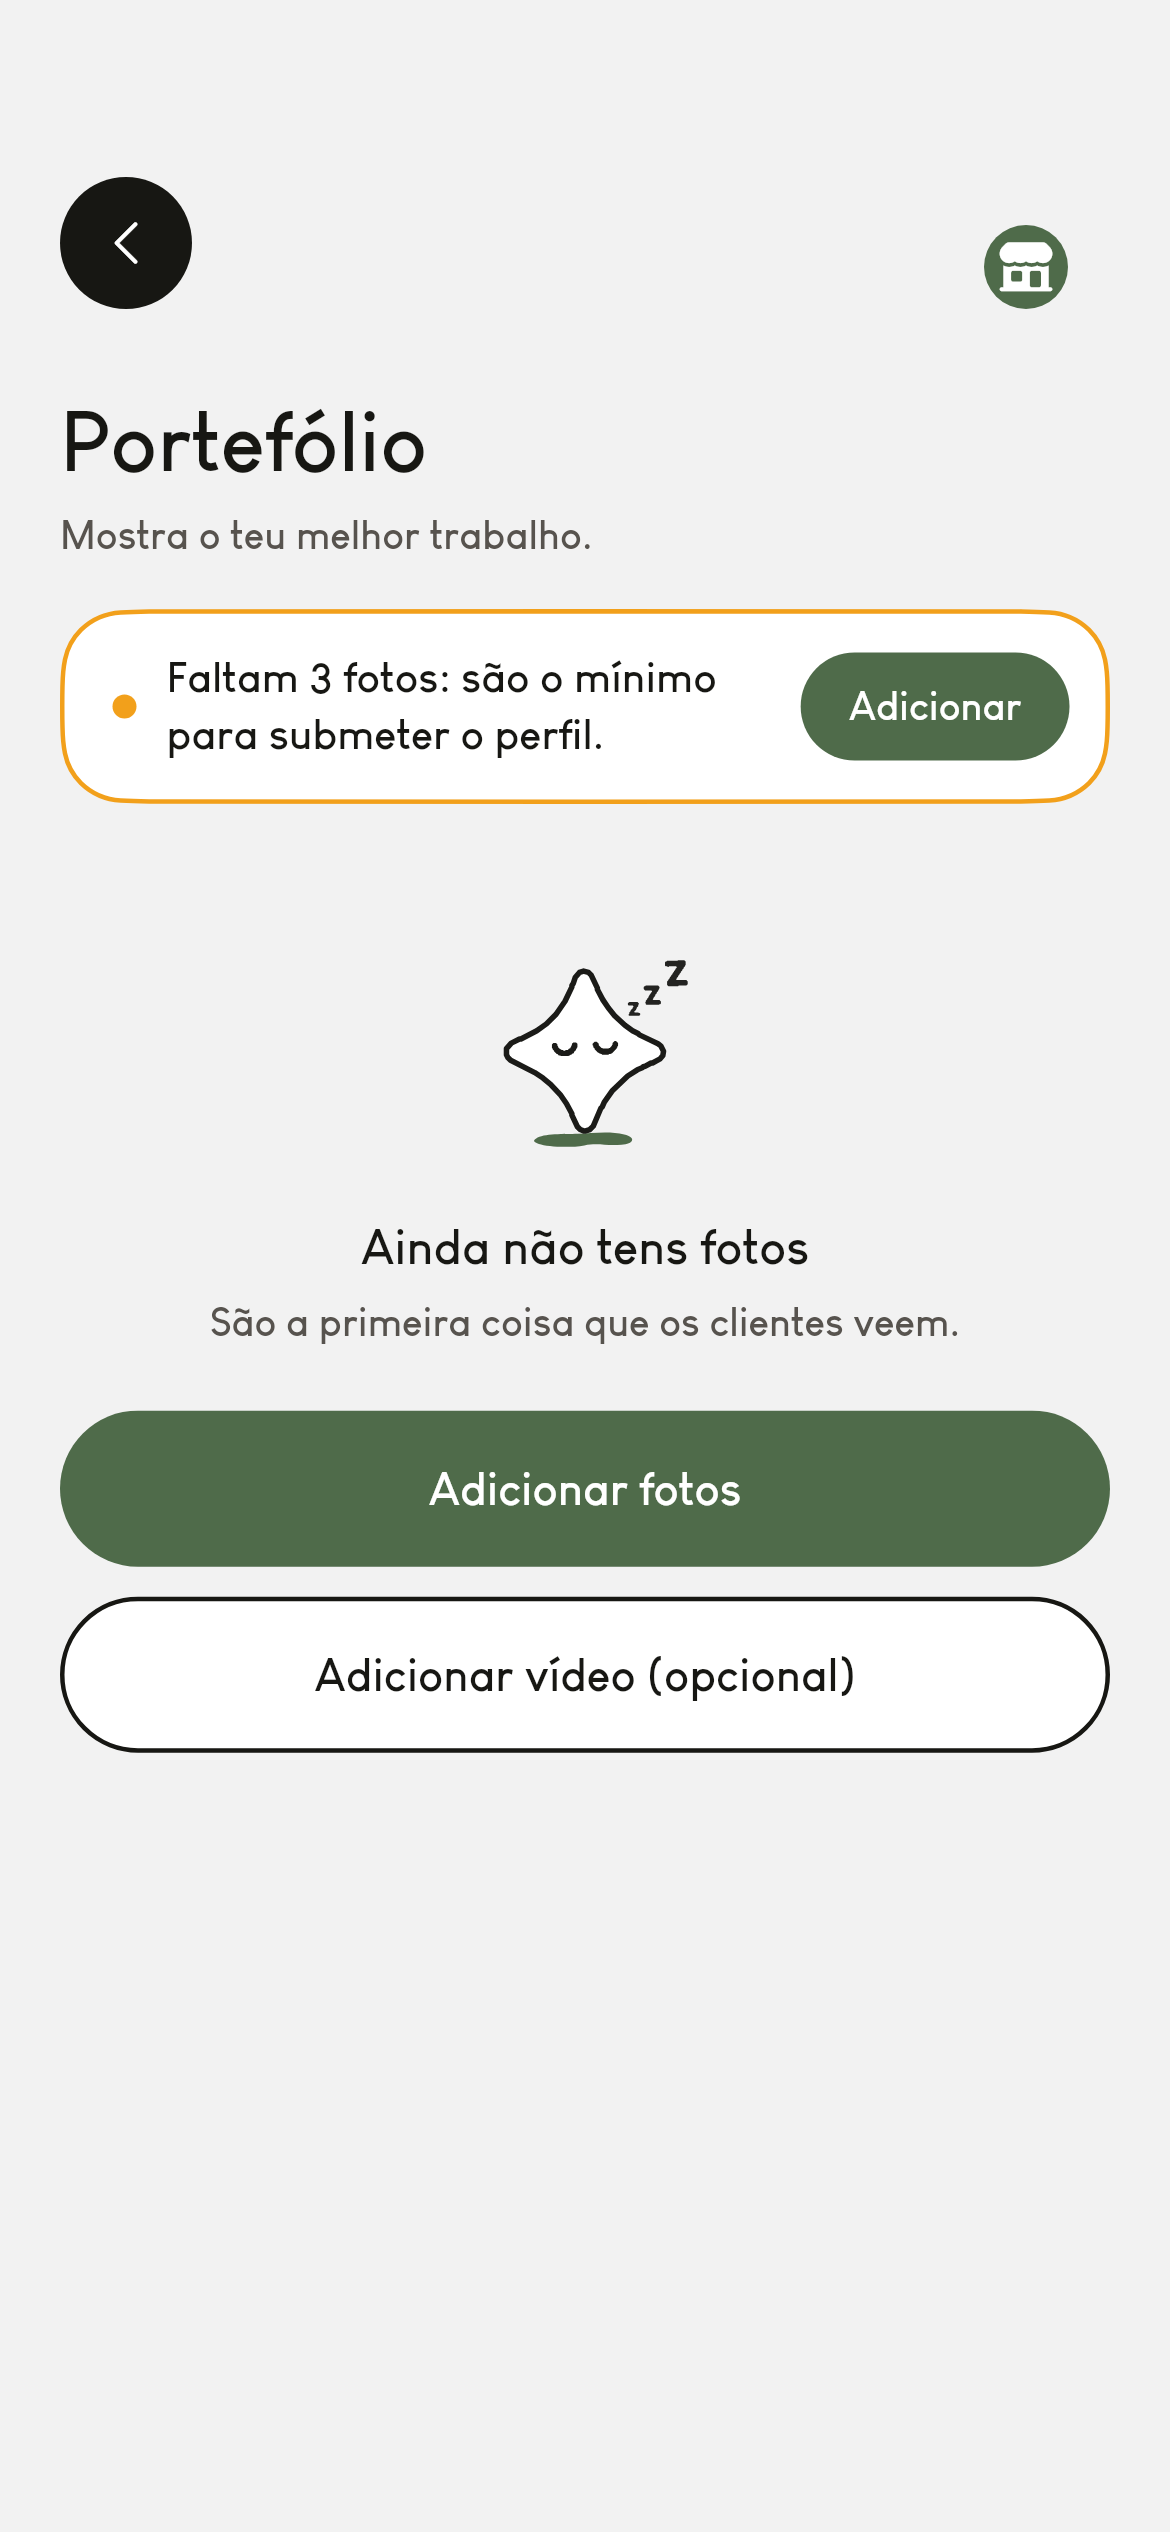 Portefólio
Mostra o teu melhor trabalho.
Faltam 3 fotos: são o mínimo
para submeter o perfil.
Adicionar
z z z
Ainda não tens fotos
São a primeira coisa que os clientes veem.
Adicionar fotos
Adicionar vídeo (opcional)